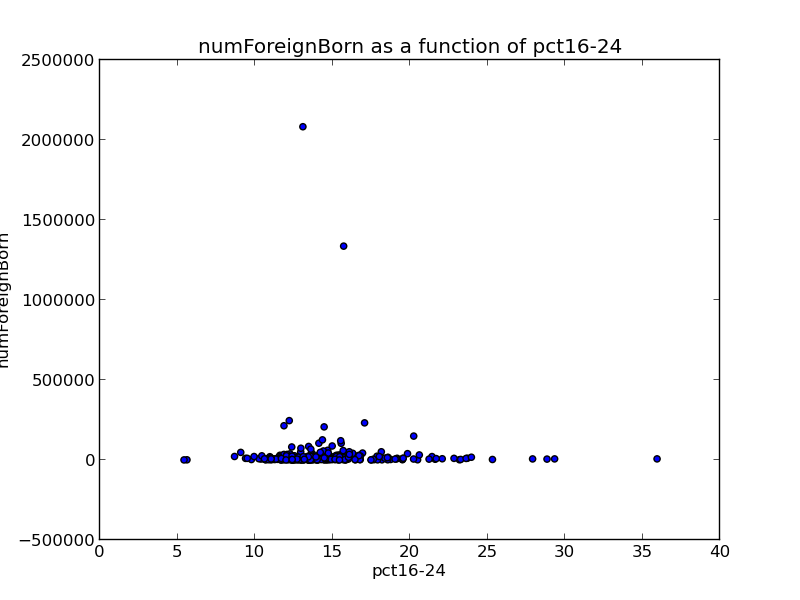 numForeignBorn as a function of pct16-24
2500000
2000000
1500000
1000000
500000
0
−500000
numForeignBorn
0 5 10 15 20 25 30 35 40
pct16-24